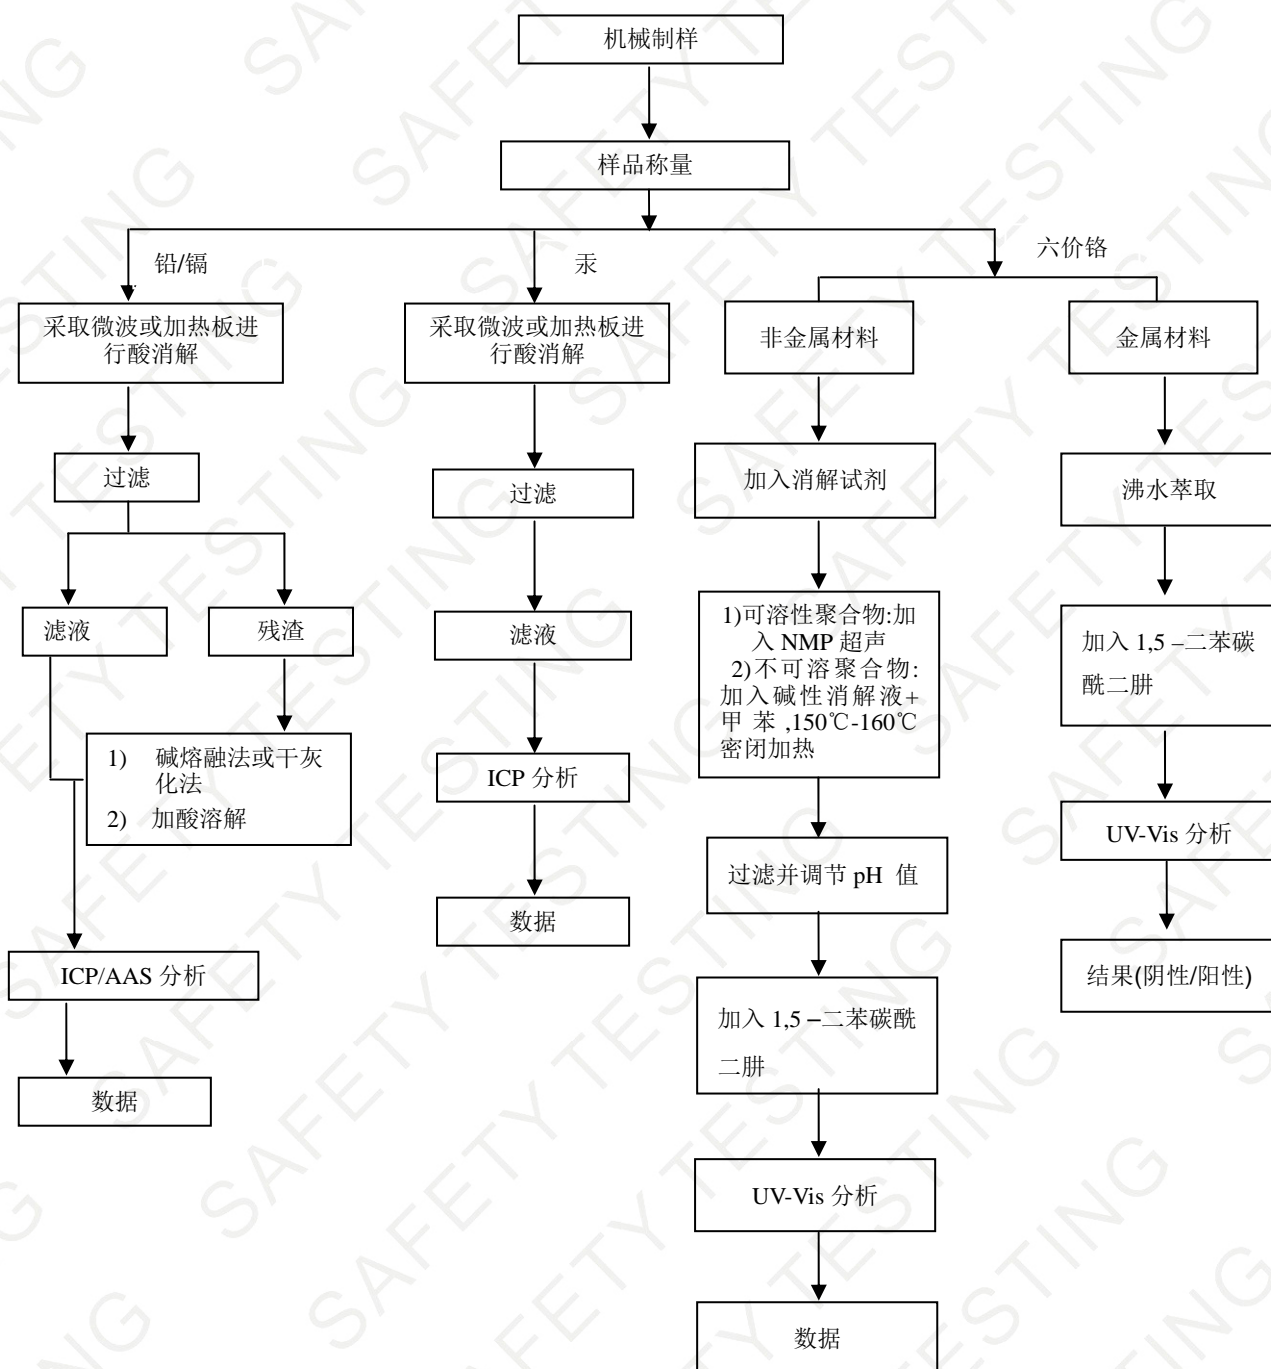 机械制样
样品称量
铅/镉
汞
六价铬
采取微波或加热板进
行酸消解
过滤
滤液
残渣
1) 碱熔融法或干灰
化法
2) 加酸溶解
ICP/AAS 分析
数据
采取微波或加热板进
行酸消解
过滤
滤液
ICP 分析
数据
非金属材料
加入消解试剂
1)可溶性聚合物:加
入 NMP 超声
2)不可溶聚合物:
加入碱性消解液+
甲 苯 ,150℃-160℃
密闭加热
过滤并调节 pH 值
加入 1,5 –二苯碳酰
二肼
UV-Vis 分析
数据
金属材料
沸水萃取
加入 1,5 –二苯碳
酰二肼
UV-Vis 分析
结果(阴性/阳性)
SAFETY TESTING